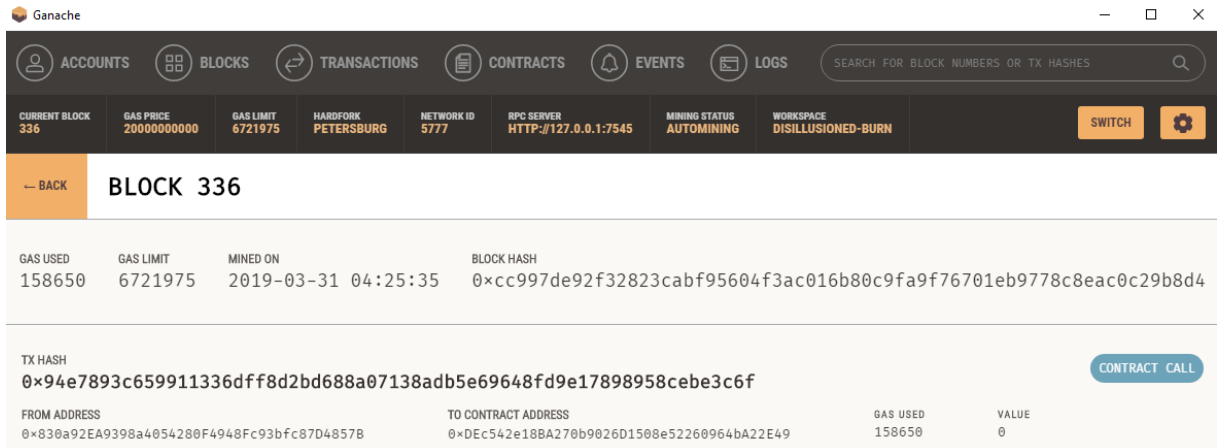 Ganache
ACCOUNTS BLOCKS TRANSACTIONS CONTRACTS EVENTS LOGS SEARCH FOR BLOCK NUMBERS OR TX HASHES
CURRENT BLOCK GAS PRICE GAS LIMIT HARDFORK NETWORK ID RPC SERVER MINING STATUS WORKSPACE
336 20000000000 6721975 PETERSBURG 5777 HTTP://127.0.0.1:7545 AUTOMINING DISILLUSIONED-BURN
SWITCH
← BACK BLOCK 336
GAS USED GAS LIMIT MINED ON BLOCK HASH
158650 6721975 2019-03-31 04:25:35 0×cc997de92f32823cabf95604f3ac016b80c9fa9f76701eb9778c8eac0c29b8d4
TX HASH
0×94e7893c659911336dff8d2bd688a07138adb5e69648fd9e17898958cebe3c6f
CONTRACT CALL
FROM ADDRESS TO CONTRACT ADDRESS GAS USED VALUE
0×830a92EA9398a4054280F4948Fc93bfc87D4857B 0×DEc542e18BA270b9026D1508e52260964bA22E49 158650 0